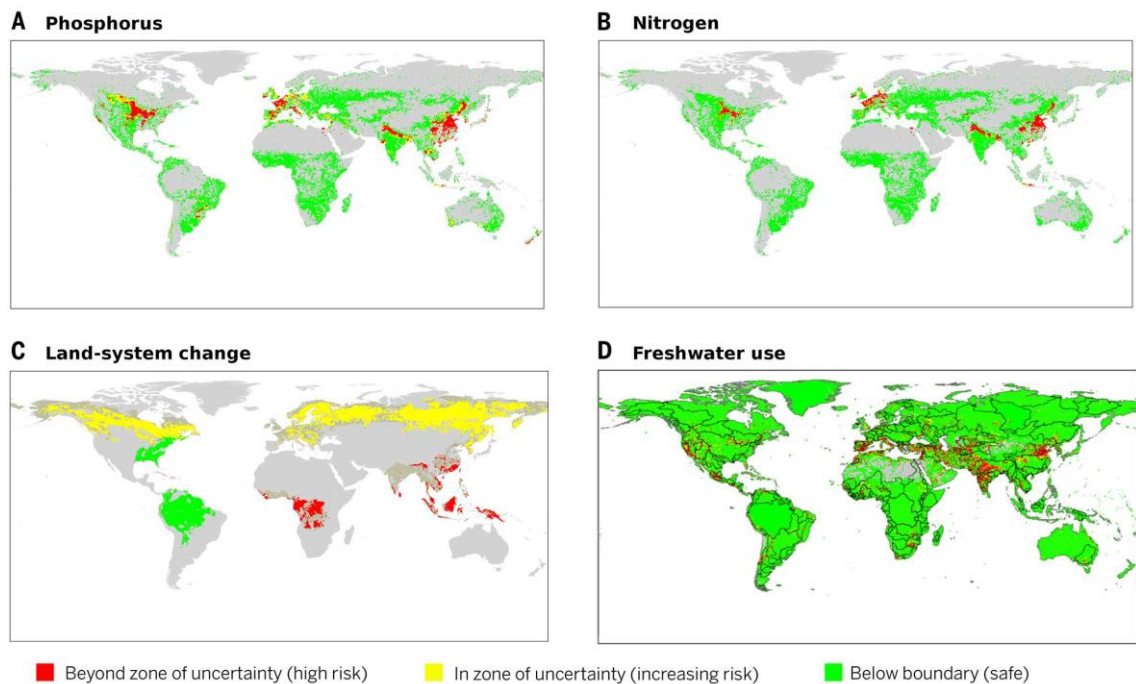 A Phosphorus
B Nitrogen
C Land-system change
D Freshwater use
Beyond zone of uncertainty (high risk)
In zone of uncertainty (increasing risk)
Below boundary (safe)